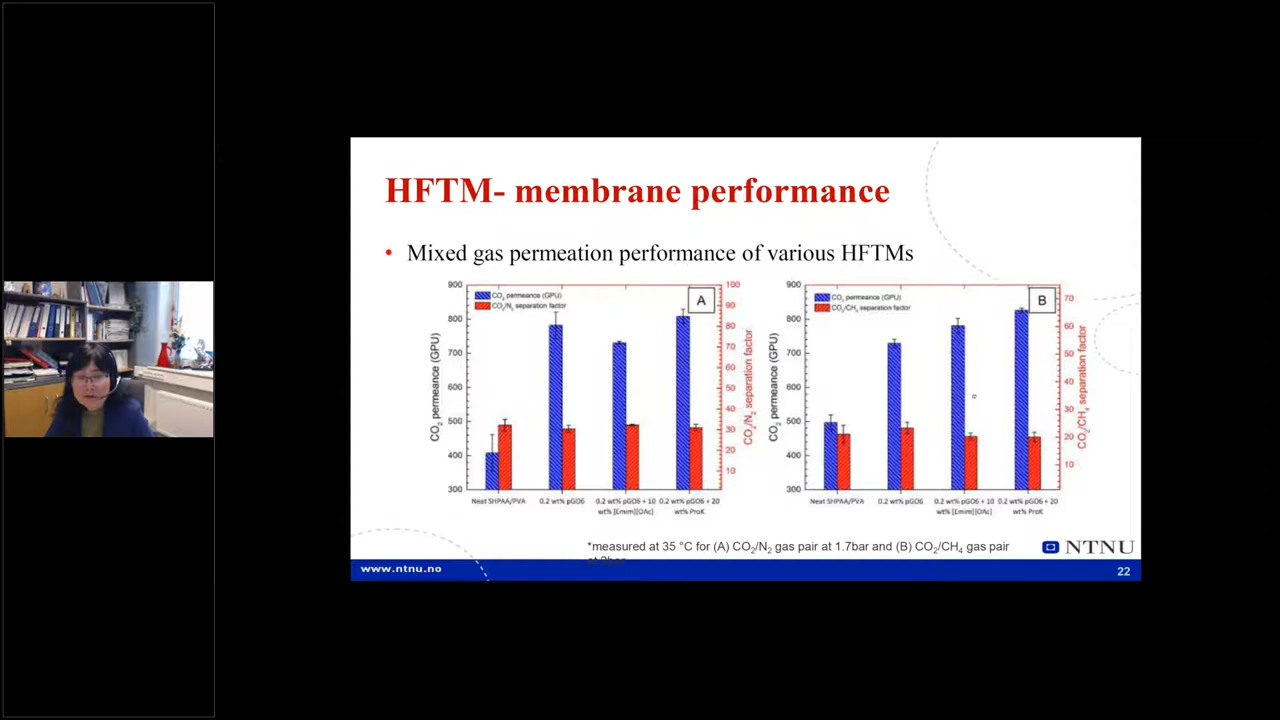 HFTM- membrane performance
• Mixed gas permeation performance of various HFTMs
CO₂ permeance (GPU)
CO₂/N₂ separation factor
A
900
800
700
600
500
400
300
CO₂ permeance (GPU)
100
90
80
70
60
50
40
30
20
10
CO₂/N₂ separation factor
Neat SHPAA/PVA
0.2 wt% pGO6
0.2 wt% pGO6 + 10
wt% [Emim][OAc]
0.2 wt% pGO6 + 20
wt% ProK
CO₂ permeance (GPU)
CO₂/CH₄ separation factor
B
900
800
700
600
500
400
300
CO₂ permeance (GPU)
70
60
50
40
30
20
10
CO₂/CH₄ separation factor
Neat SHPAA/PVA
0.2 wt% pGO6
0.2 wt% pGO6 + 10
wt% [Emim][OAc]
0.2 wt% pGO6 + 20
wt% ProK
*measured at 35 °C for (A) CO₂/N₂ gas pair at 1.7bar and (B) CO₂/CH₄ gas pair
at 2bar
NTNU
www.ntnu.no
22